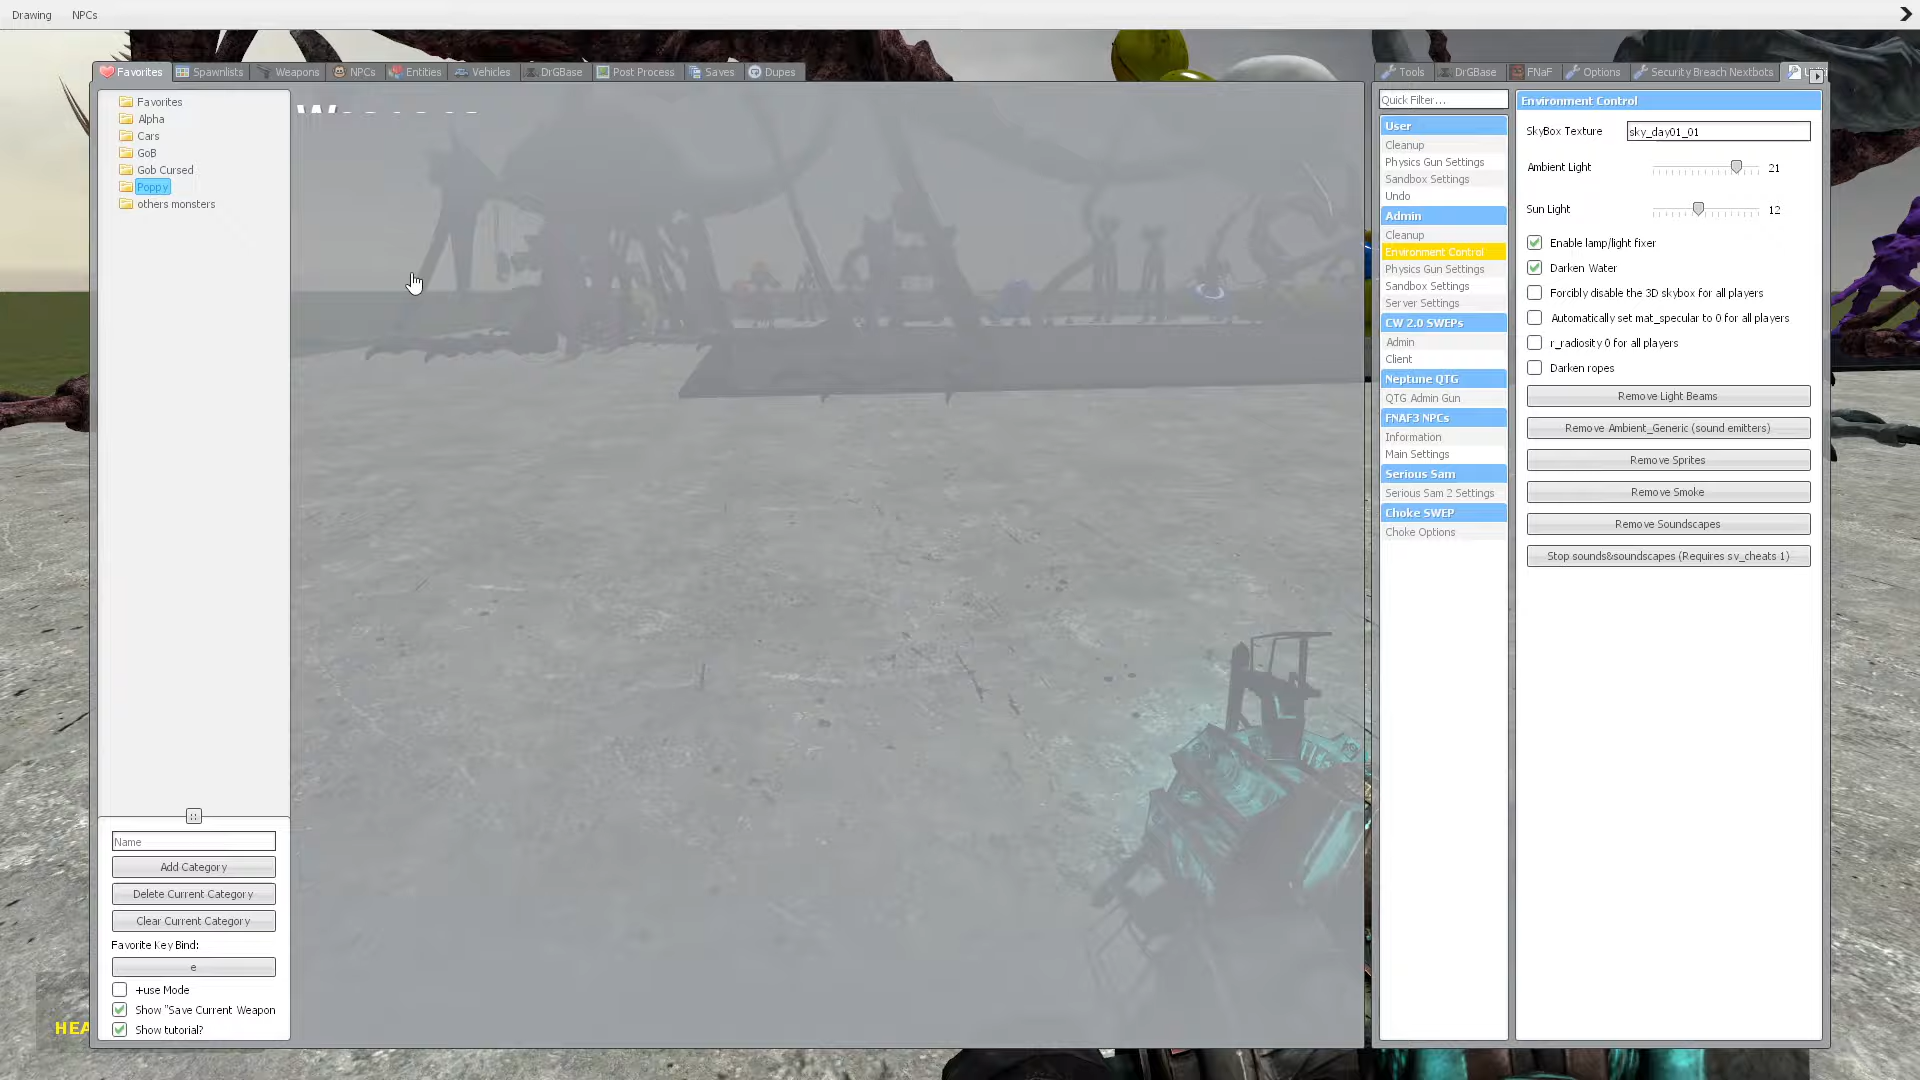 Drawing NPCs
Favorites Spawnlists Weapons NPCs Entities Vehicles DrGBase Post Process Saves Dupes
Favorites
Alpha
Cars
GoB
Gob Cursed
Poppy
others monsters
Name
Add Category
Delete Current Category
Clear Current Category
Favorite Key Bind:
e
+use Mode
Show "Save Current Weapon
Show tutorial?
Tools DrGBase FNaF Options Security Breach Nextbots
Quick Filter...
User
Cleanup
Physics Gun Settings
Sandbox Settings
Undo
Admin
Cleanup
Environment Control
Physics Gun Settings
Sandbox Settings
Server Settings
CW 2.0 SWEPs
Admin
Client
Neptune QTG
QTG Admin Gun
FNAF3 NPCs
Information
Main Settings
Serious Sam
Serious Sam 2 Settings
Choke SWEP
Choke Options
Environment Control
SkyBox Texture sky_day01_01
Ambient Light 21
Sun Light 12
Enable lamp/light fixer
Darken Water
Forcibly disable the 3D skybox for all players
Automatically set mat_specular to 0 for all players
r_radiosity 0 for all players
Darken ropes
Remove Light Beams
Remove Ambient_Generic (sound emitters)
Remove Sprites
Remove Smoke
Remove Soundscapes
Stop sounds&soundscapes (Requires sv_cheats 1)